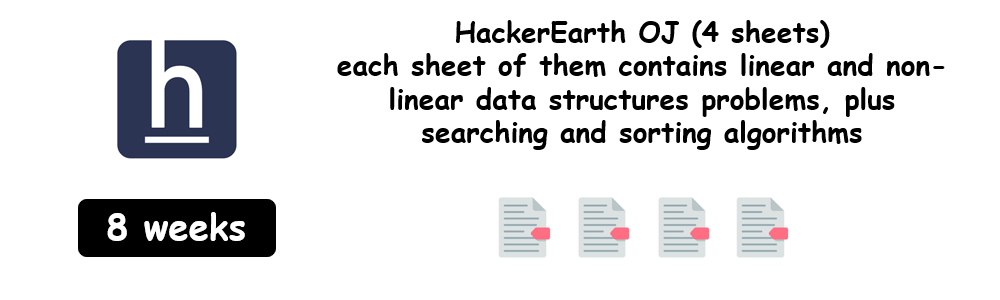 HackerEarth OJ (4 sheets)
each sheet of them contains linear and non-
linear data structures problems, plus
searching and sorting algorithms
h
8 weeks